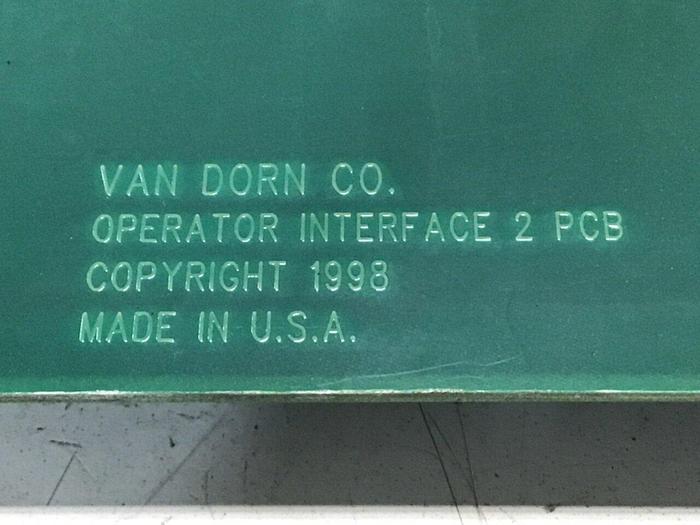 VAN DORN CO.
OPERATOR INTERFACE 2 PCB
COPYRIGHT 1998
MADE IN U.S.A.